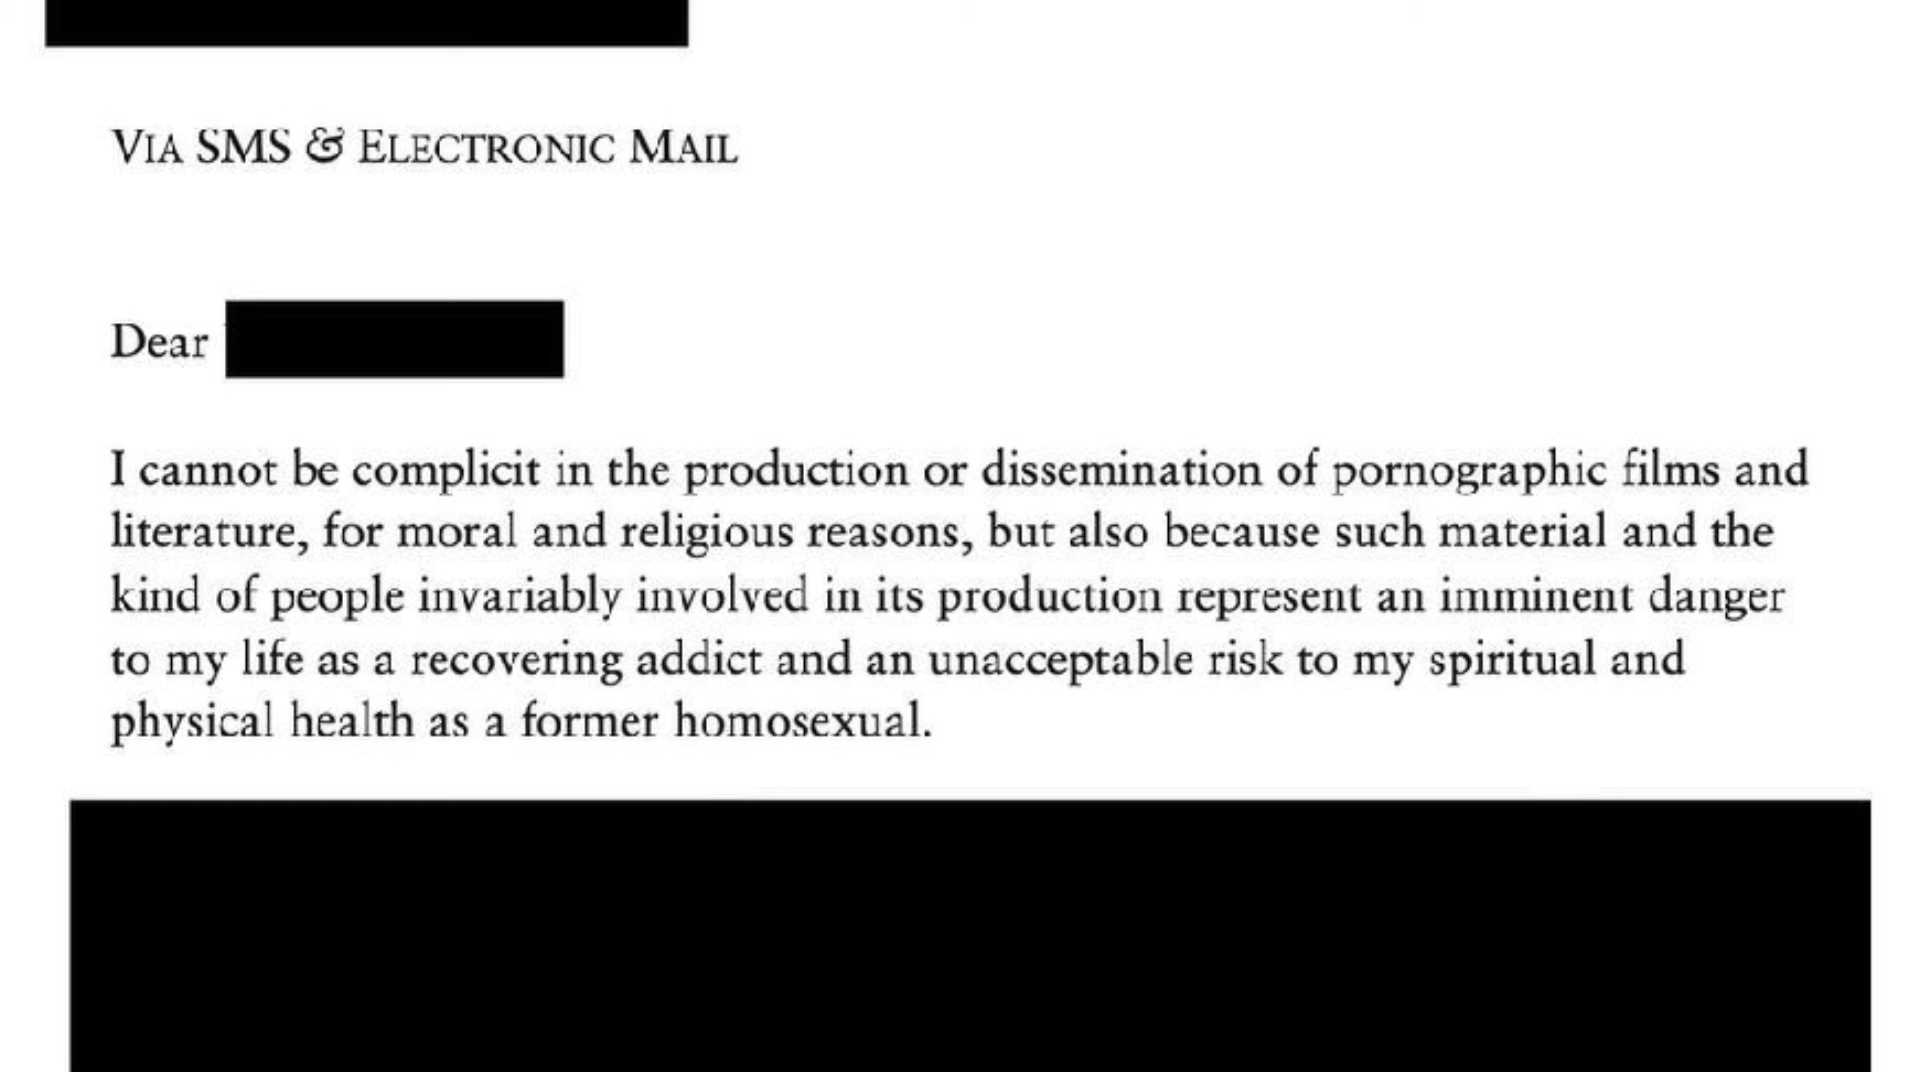 VIA SMS & ELECTRONIC MAIL
Dear
I cannot be complicit in the production or dissemination of pornographic films and
literature, for moral and religious reasons, but also because such material and the
kind of people invariably involved in its production represent an imminent danger
to my life as a recovering addict and an unacceptable risk to my spiritual and
physical health as a former homosexual.